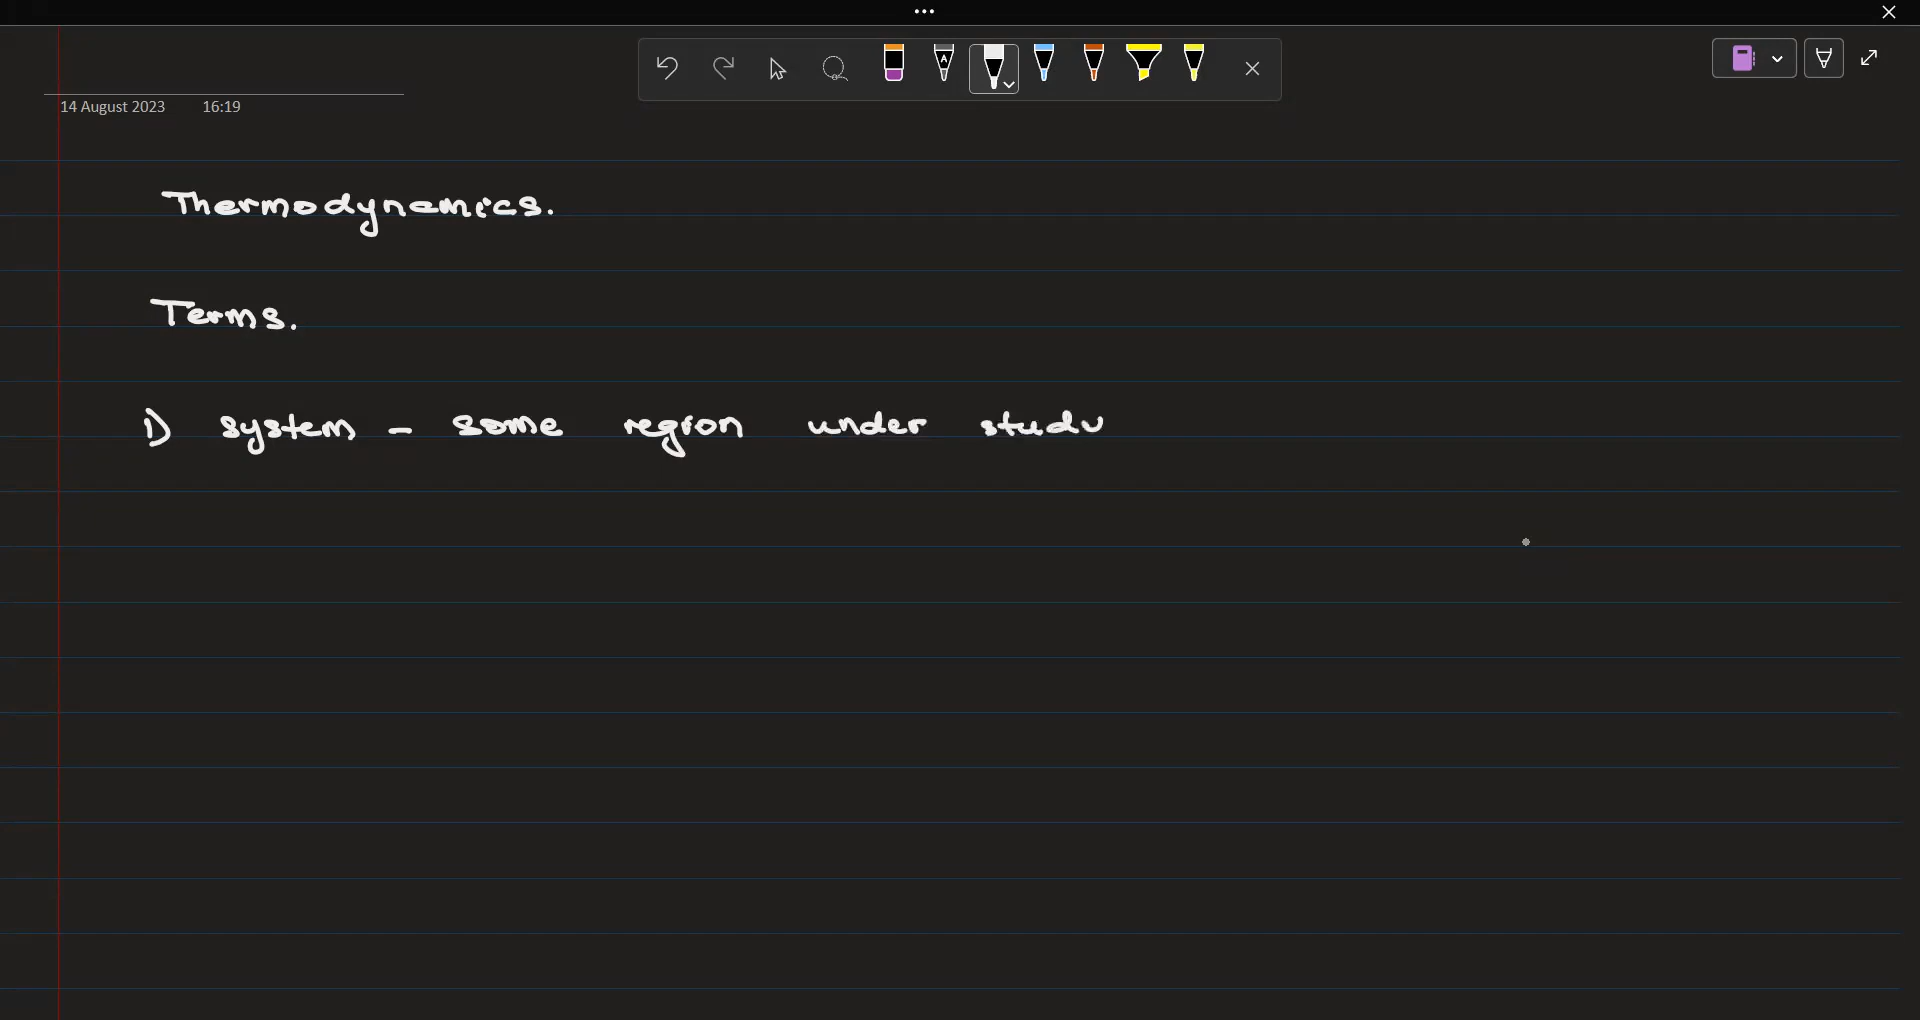 14 August 2023 16:19
Thermodynamics.
Terms.
1) system - some region under study